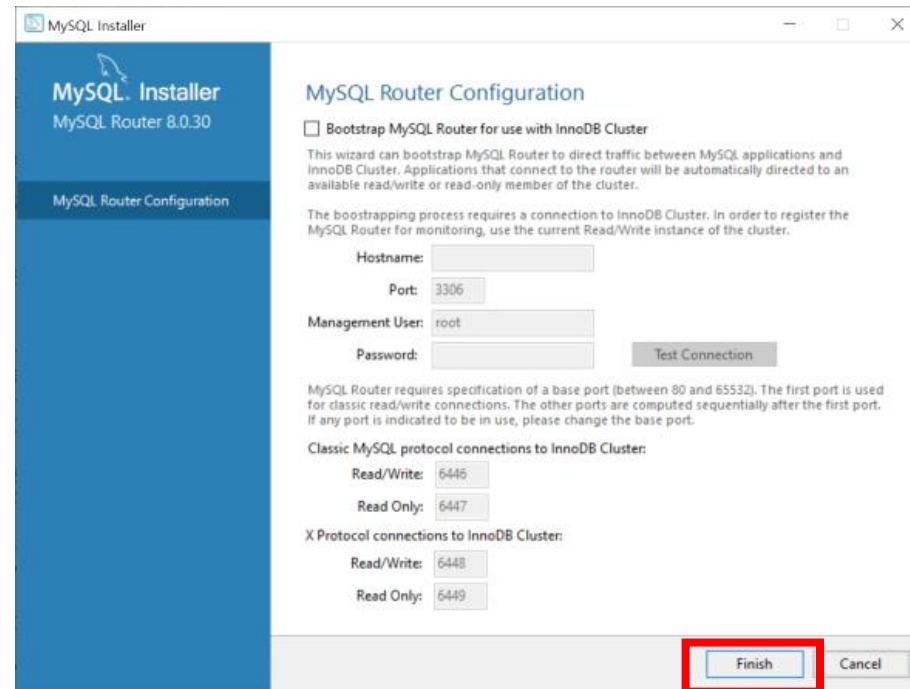 MySQL Installer
MySQL. Installer
MySQL Router 8.0.30
MySQL Router Configuration
MySQL Router Configuration
Bootstrap MySQL Router for use with InnoDB Cluster
This wizard can bootstrap MySQL Router to direct traffic between MySQL applications and
InnoDB Cluster. Applications that connect to the router will be automatically directed to an
available read/write or read-only member of the cluster.
The boostrapping process requires a connection to InnoDB Cluster. In order to register the
MySQL Router for monitoring, use the current Read/Write instance of the cluster.
Hostname:
Port: 3306
Management User: root
Password: Test Connection
MySQL Router requires specification of a base port (between 80 and 65532). The first port is used
for classic read/write connections. The other ports are computed sequentially after the first port.
If any port is indicated to be in use, please change the base port.
Classic MySQL protocol connections to InnoDB Cluster:
Read/Write: 6446
Read Only: 6447
X Protocol connections to InnoDB Cluster:
Read/Write: 6448
Read Only: 6449
Finish Cancel